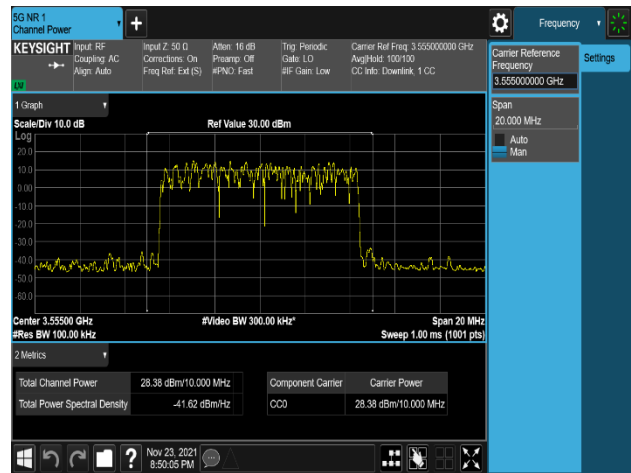 5G NR 1
Channel Power
Frequency
KEYSIGHT
Input: RF
Coupling: AC
Align: Auto
Input Z: 50 Ω
Corrections: On
Freq Ref: Ext (S)
Atten: 16 dB
Preamp: Off
#PNO: Fast
Trig: Periodic
Gate: LO
#IF Gain: Low
Carrier Ref Freq: 3.555000000 GHz
Avg|Hold: 100/100
CC Info: Downlink, 1 CC
Carrier Reference
Frequency
3.555000000 GHz
Settings
Span
20.000 MHz
Auto
Man
1 Graph
Scale/Div 10.0 dB
Ref Value 30.00 dBm
Log
20.0
10.0
0.00
-10.0
-20.0
-30.0
-40.0
-50.0
-60.0
Center 3.55500 GHz
#Video BW 300.00 kHz*
Span 20 MHz
#Res BW 100.00 kHz
Sweep 1.00 ms (1001 pts)
2 Metrics
Total Channel Power 28.38 dBm/10.000 MHz
Total Power Spectral Density -41.62 dBm/Hz
Component Carrier Carrier Power
CC0 28.38 dBm/10.000 MHz
?
Nov 23, 2021
8:50:05 PM